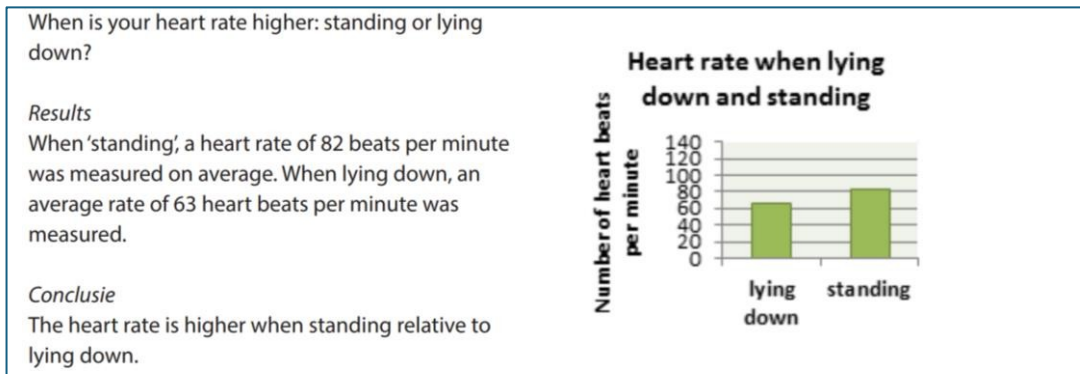 When is your heart rate higher: standing or lying
down?
Results
When ‘standing’, a heart rate of 82 beats per minute
was measured on average. When lying down, an
average rate of 63 heart beats per minute was
measured.
Conclusie
The heart rate is higher when standing relative to
lying down.
Heart rate when lying
down and standing
Number of heart beats
per minute
140
120
100
80
60
40
20
0
lying
down
standing